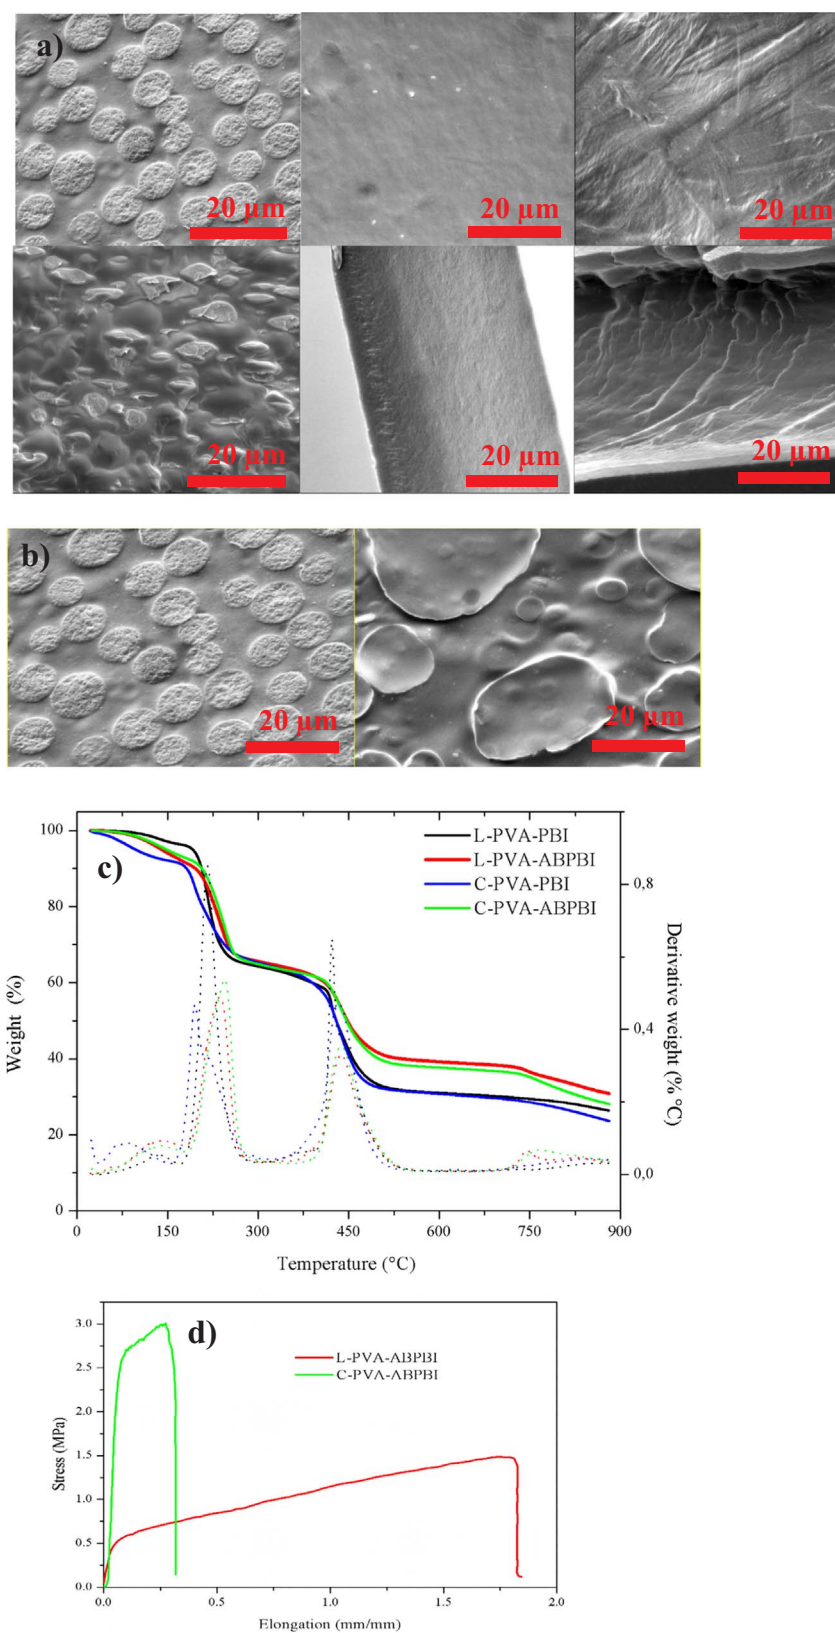 a)
20 µm
20 µm
20 µm
20 µm
20 µm
20 µm
b)
20 µm
20 µm
c)
L-PVA-PBI
L-PVA-ABPBI
C-PVA-PBI
C-PVA-ABPBI
100
80
60
40
20
0
Weight (%)
0,8
0,4
0,0
Derivative weight (% °C)
0
150
300
450
600
750
900
Temperature (°C)
d)
L-PVA-ABPBI
C-PVA-ABPBI
3.0
2.5
2.0
1.5
1.0
0.5
0.0
Stress (MPa)
0.5
1.0
1.5
2.0
Elongation (mm/mm)